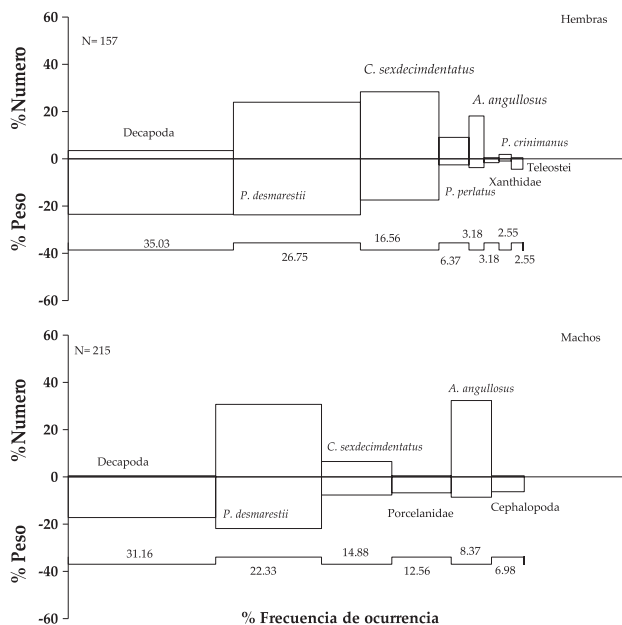 60
Hembras
N= 157
40
C. sexdecimdentatus
%Numero
A. angullosus
20
Decapoda
P. crinimanus
0
Teleostei
Xanthidae
P. desmarestii
P. perlatus
-20
% Peso
35.03
26.75
16.56
6.37
3.18
3.18
2.55
2.55
-40
-60
60
Machos
N= 215
40
A. angullosus
%Numero
C. sexdecimdentatus
20
Decapoda
0
P. desmarestii
Porcelanidae
Cephalopoda
-20
% Peso
31.16
22.33
14.88
12.56
8.37
6.98
-40
-60
% Frecuencia de ocurrencia